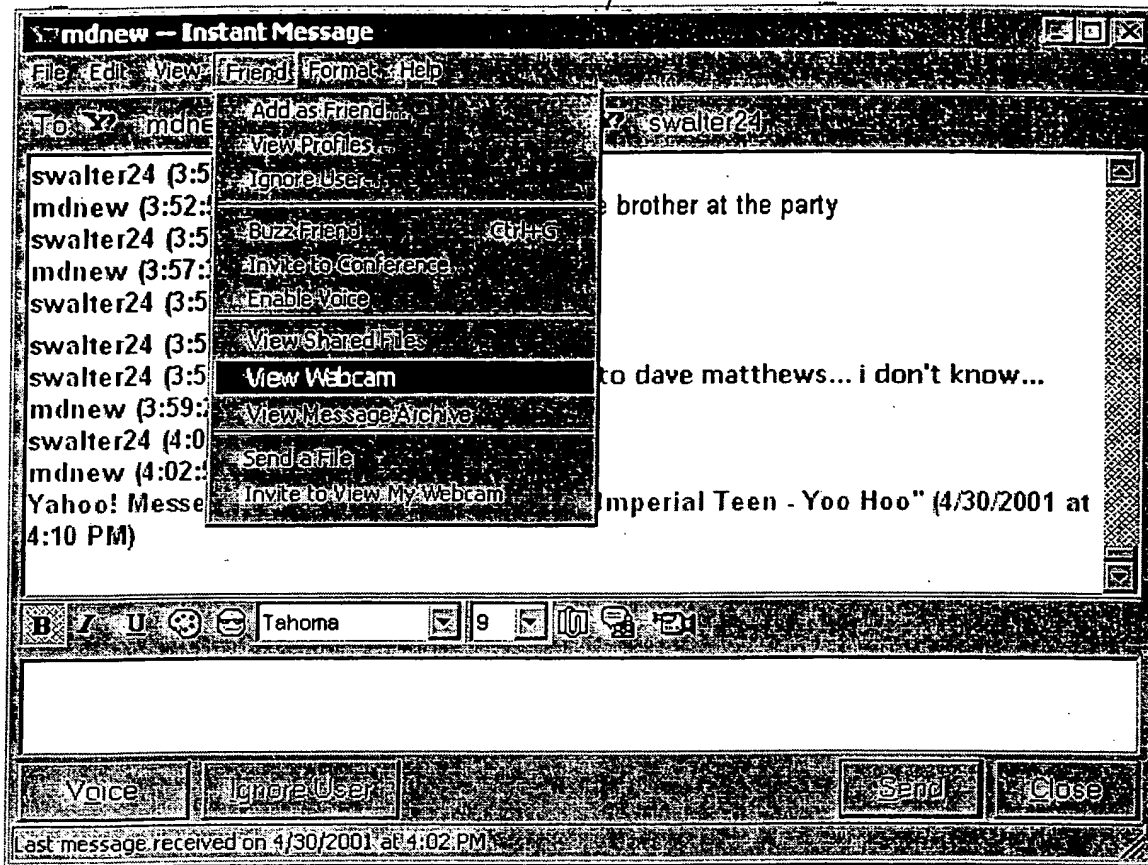 mdnew — Instant Message
File Edit View Friend Format Help
To mdne swalter24
Add as Friend...
View Profiles...
Ignore User...
Buzz Friend Ctrl+G
Invite to Conference...
Enable Voice
View Shared Files
View Webcam
View Message Archive
Send a File
Invite to View My Webcam
swalter24 (3:5
mdnew (3:52: brother at the party
swalter24 (3:5
mdnew (3:57:
swalter24 (3:5
swalter24 (3:5
swalter24 (3:5 to dave matthews... i don't know...
mdnew (3:59:
swalter24 (4:0
mdnew (4:02:
Yahoo! Messe Imperial Teen - Yoo Hoo" (4/30/2001 at
4:10 PM)
B I U Tahoma 9
Voice Ignore User Send Close
Last message received on 4/30/2001 at 4:02 PM